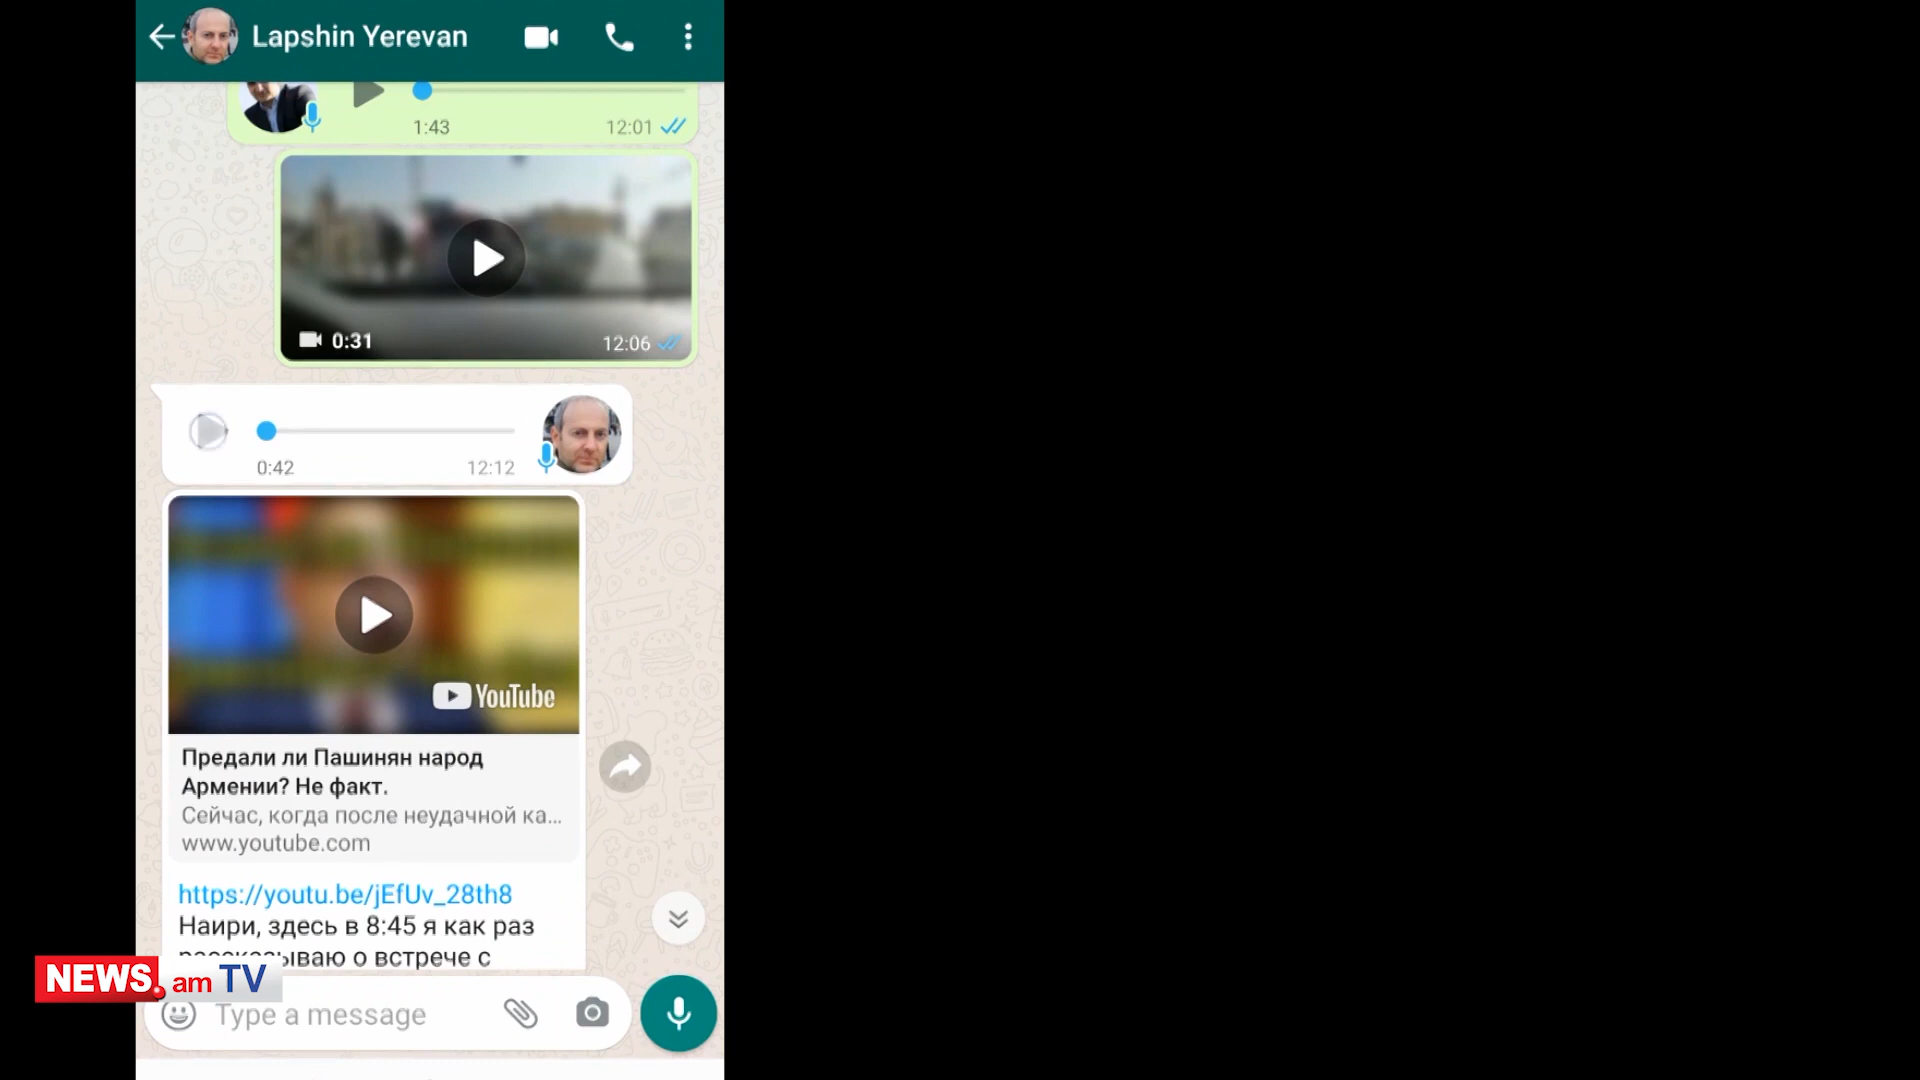 Lapshin Yerevan
1:43
12:01
0:31
12:06
0:42
12:12
YouTube
Предали ли Пашинян народ
Армении? Не факт.
Сейчас, когда после неудачной ка...
www.youtube.com
https://youtu.be/jEfUv_28th8
Наири, здесь в 8:45 я как раз
рассказываю о встрече с
NEWS.am TV
Type a message